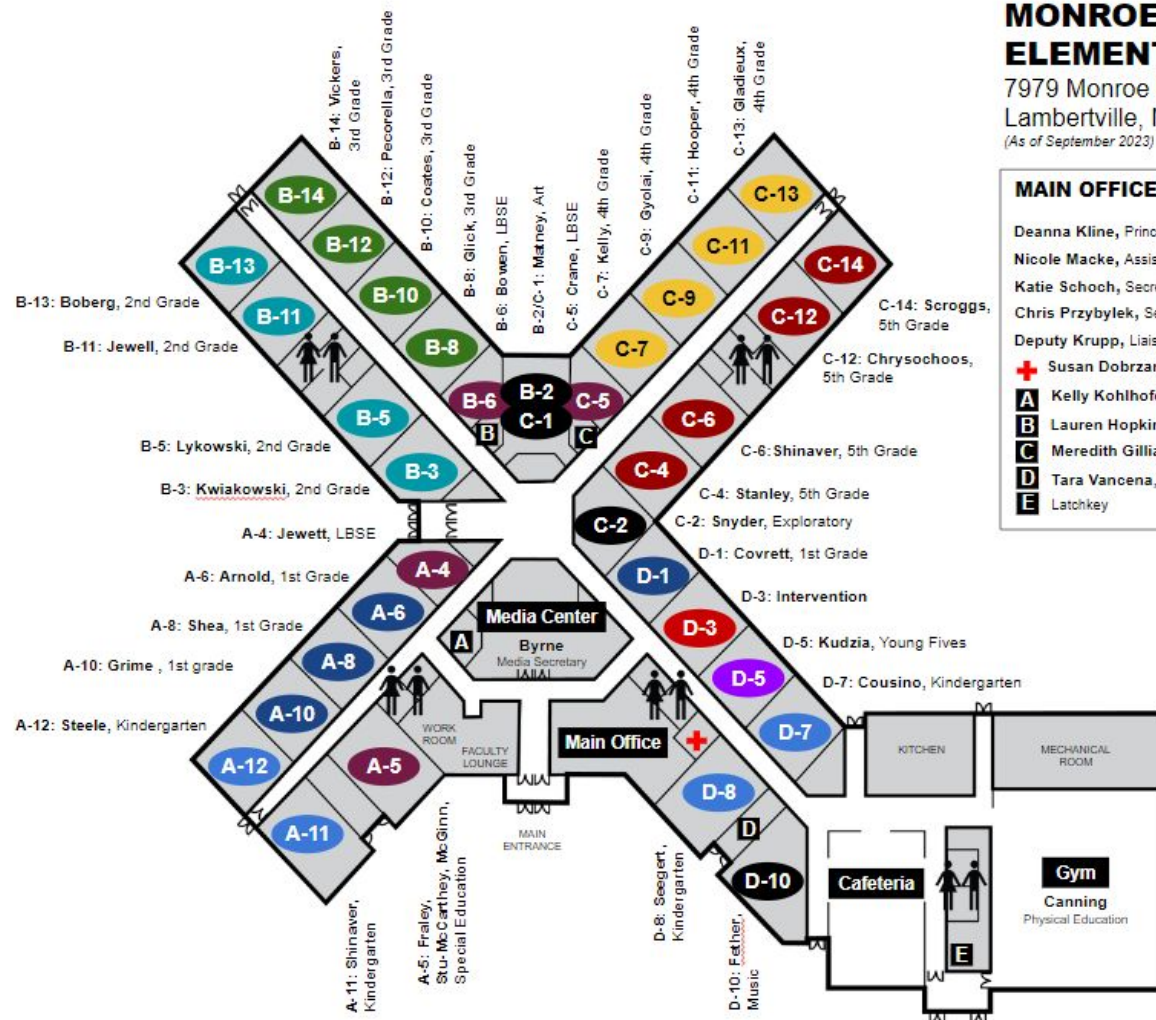 MONROE
ELEMENT
7979 Monroe
Lambertville,
(As of September 2023)
MAIN OFFICE
Deanna Kline,
Nicole Macke,
Katie Schoch,
Chris Przybylek,
Deputy Krupp,
Susan
A Kelly
B Lauren
C Meredith
D Tara Vancena,
E Latchkey
B-14: Vickers,
3rd Grade
B-12: Pecorella, 3rd Grade
B-10: Coates, 3rd Grade
B-8: Glick, 3rd Grade
B-6: Bowen, LBSE
B-2/C-1: Matney, Art
C-5: Crane, LBSE
C-7: Kelly, 4th Grade
C-9: Gyolai, 4th Grade
C-11: Hooper, 4th Grade
C-13: Gladieux,
4th Grade
B-14
B-12
B-10
B-8
B-6
B-2
C-1
C-5
C-7
C-9
C-11
C-13
B-13
B-11
B-5
B-3
B
C
C-14
C-12
C-6
C-4
C-2
B-13: Boberg, 2nd Grade
B-11: Jewell, 2nd Grade
B-5: Lykowski, 2nd Grade
B-3: Kwiakowski, 2nd Grade
A-4: Jewett, LBSE
A-6: Arnold, 1st Grade
A-8: Shea, 1st Grade
A-10: Grime , 1st grade
A-12: Steele, Kindergarten
C-14: Scroggs,
5th Grade
C-12: Chrysochoos,
5th Grade
C-6:Shinaver, 5th Grade
C-4: Stanley, 5th Grade
C-2: Snyder, Exploratory
D-1: Covrett, 1st Grade
D-3: Intervention
D-5: Kudzia, Young Fives
D-7: Cousino, Kindergarten
A-4
A-6
A-8
A-10
A-12
A-11
A-5
A
Media Center
Byrne
Media Secretary
D-1
D-3
D-5
D-7
WORK
ROOM
FACULTY
LOUNGE
Main Office
D-8
D
D-10
MAIN
ENTRANCE
KITCHEN
MECHANICAL
ROOM
Cafeteria
Gym
Canning
Physical Education
E
A-11: Shinaver,
Kindergarten
A-5: Fraley,
Stu-McCarthey, McGinn,
Special Education
D-8: Seegert,
Kindergarten
D-10: Fether,
Music